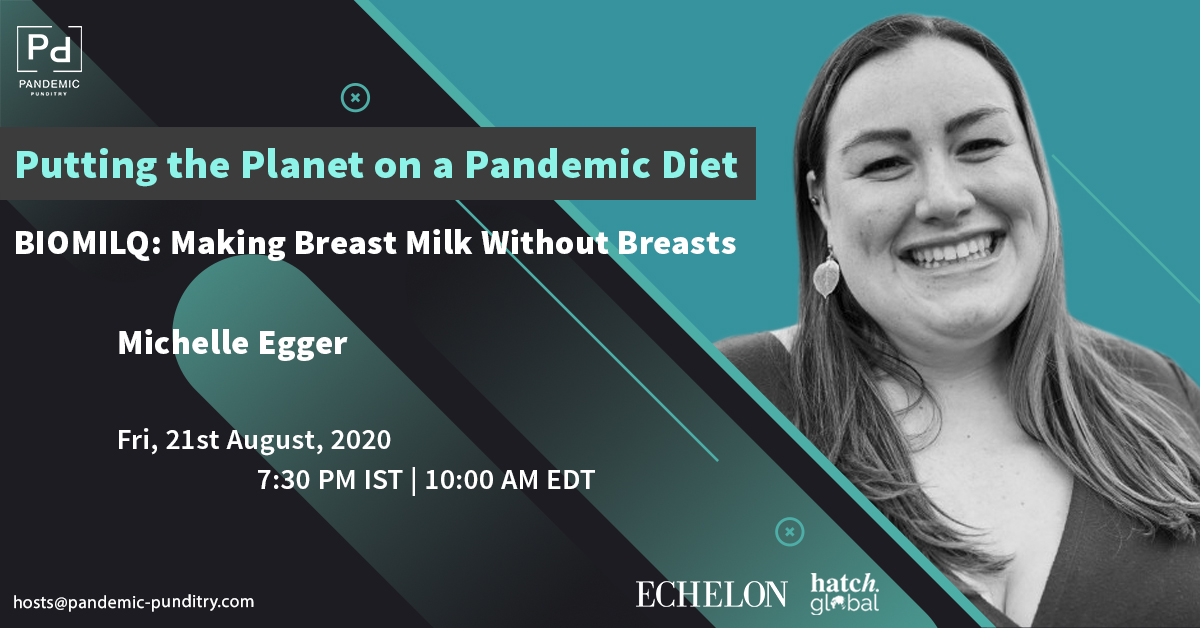 Pd
PANDEMIC
PUNDITRY
Putting the Planet on a Pandemic Diet
BIOMILQ: Making Breast Milk Without Breasts
Michelle Egger
Fri, 21st August, 2020
7:30 PM IST | 10:00 AM EDT
hosts@pandemic-punditry.com
ECHELON
hatch.
global